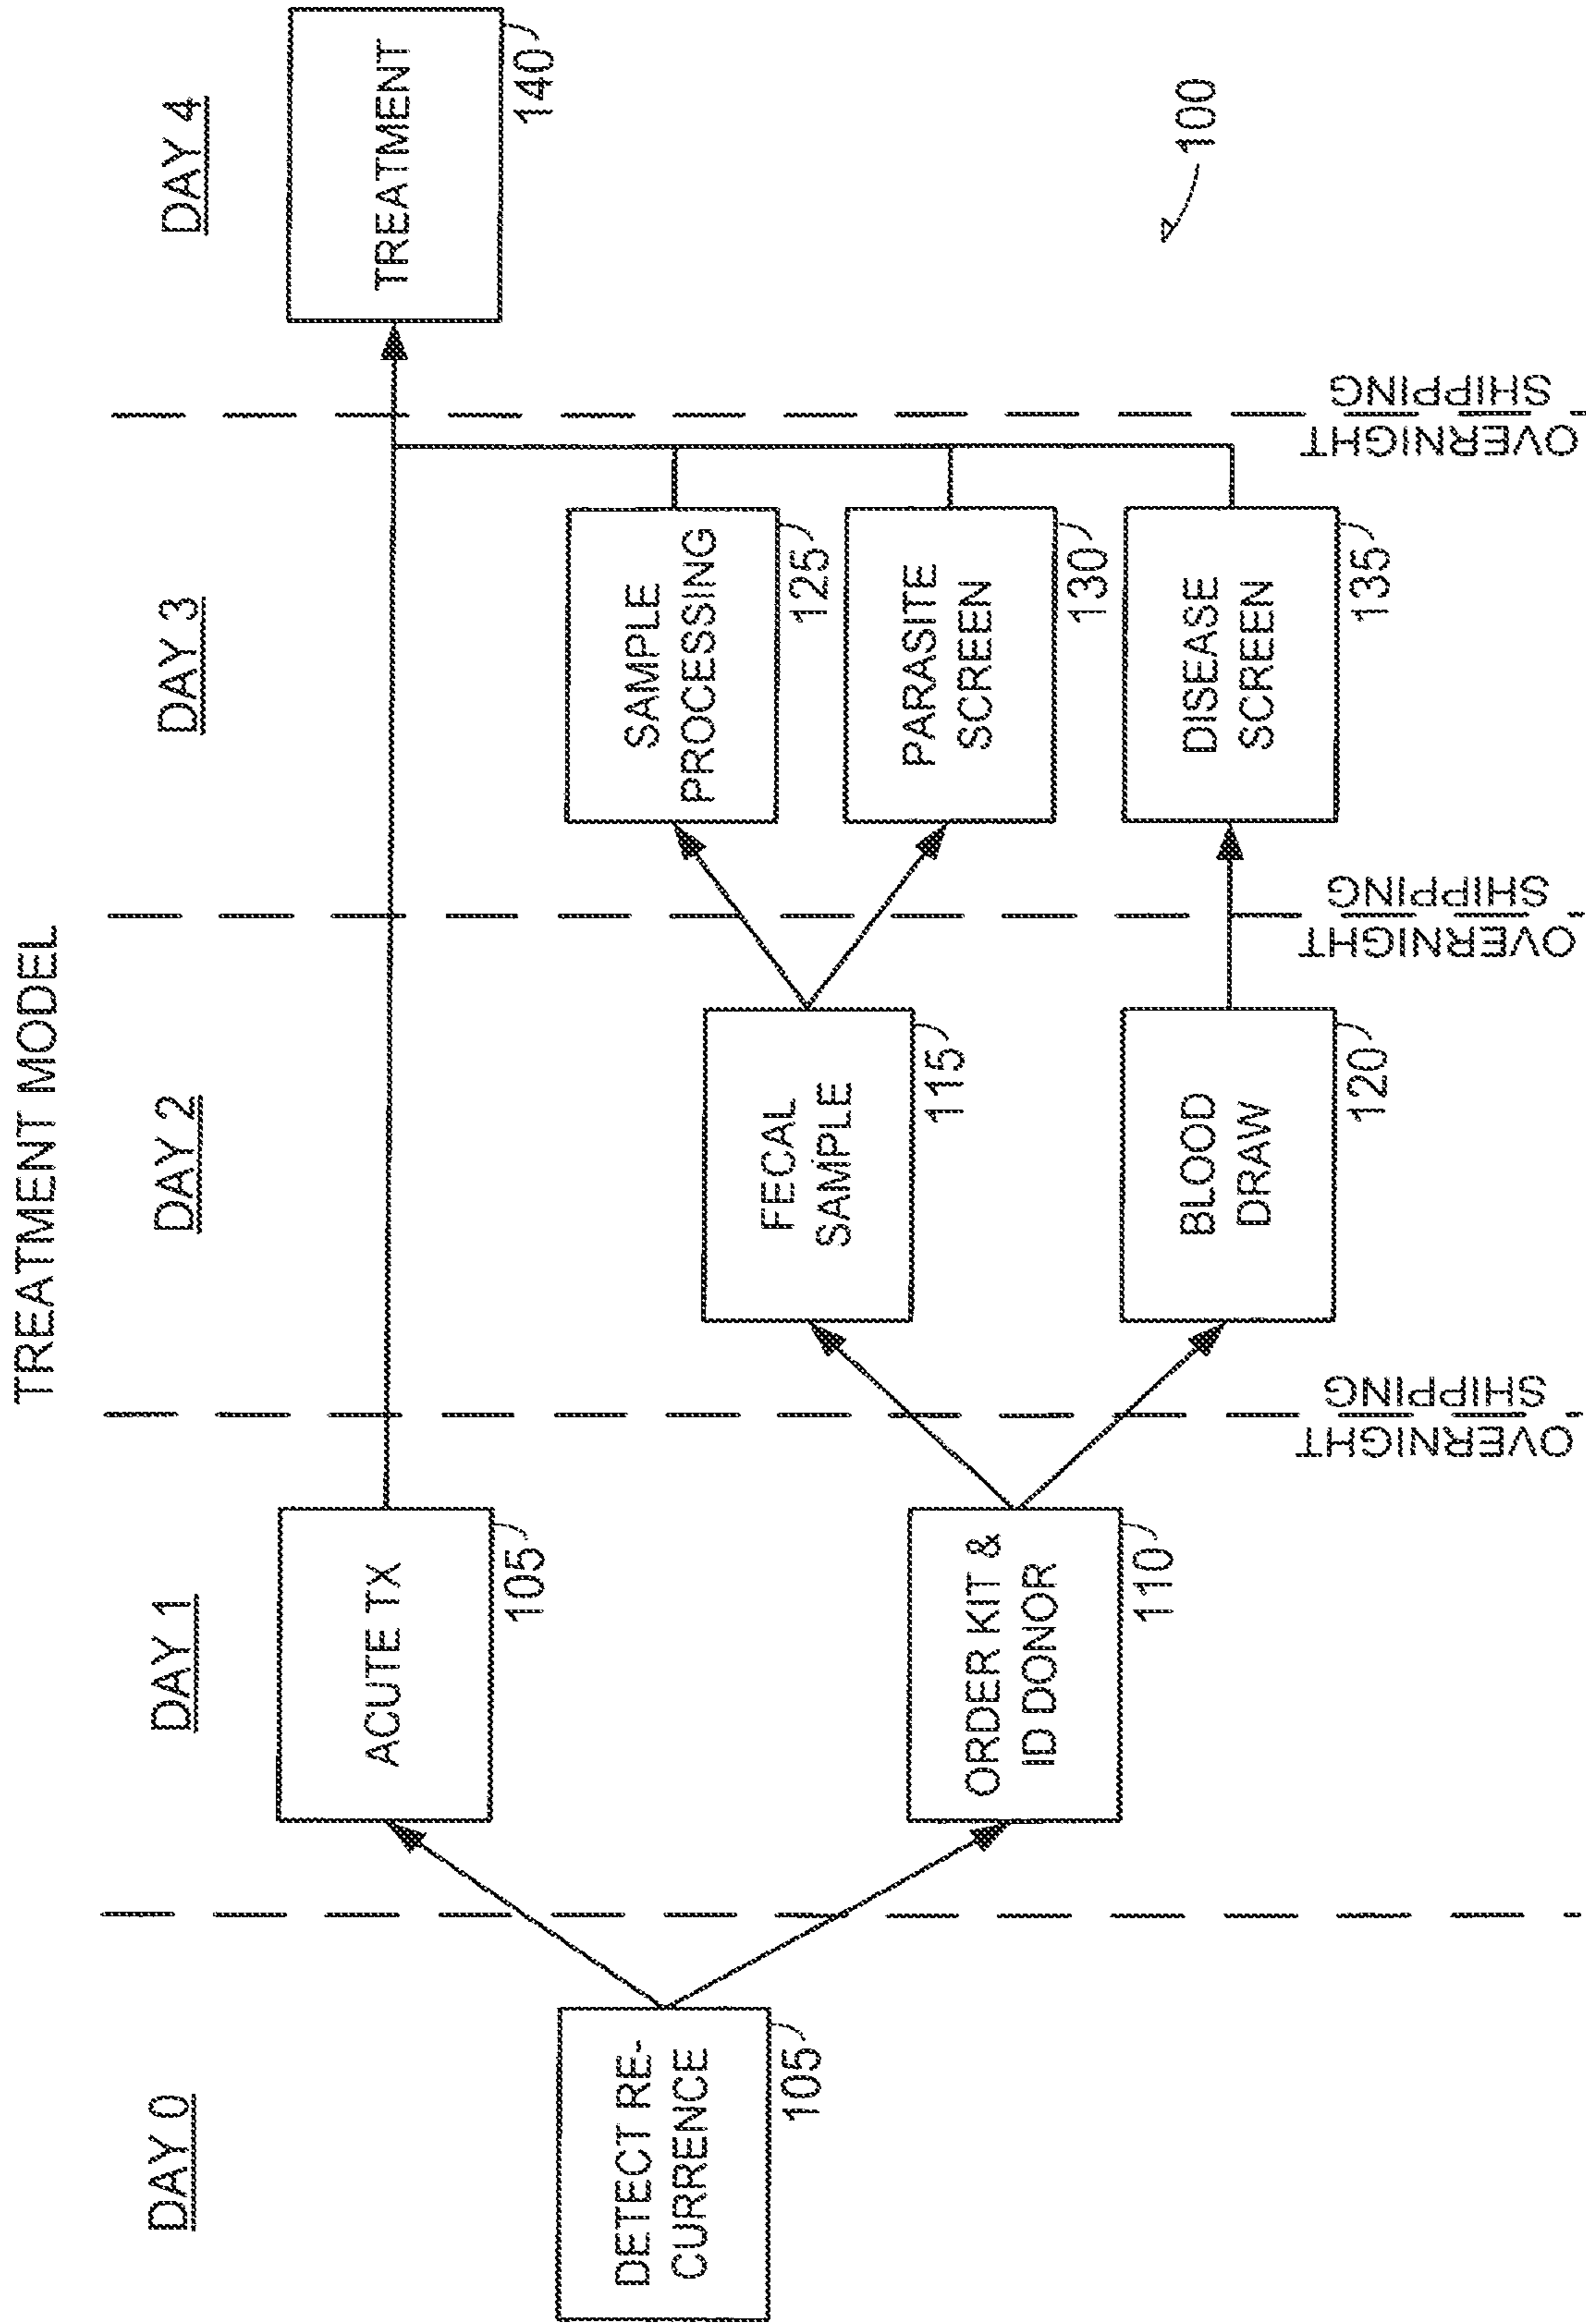 TREATMENT MODEL
DAY 0
DAY 1
DAY 2
DAY 3
DAY 4
DETECT RE-
CURRENCE
105
ACUTE TX
105
ORDER KIT &
ID DONOR
110
FECAL
SAMPLE
115
BLOOD
DRAW
120
SAMPLE
PROCESSING
125
PARASITE
SCREEN
130
DISEASE
SCREEN
135
TREATMENT
140
OVERNIGHT
SHIPPING
OVERNIGHT
SHIPPING
OVERNIGHT
SHIPPING
100